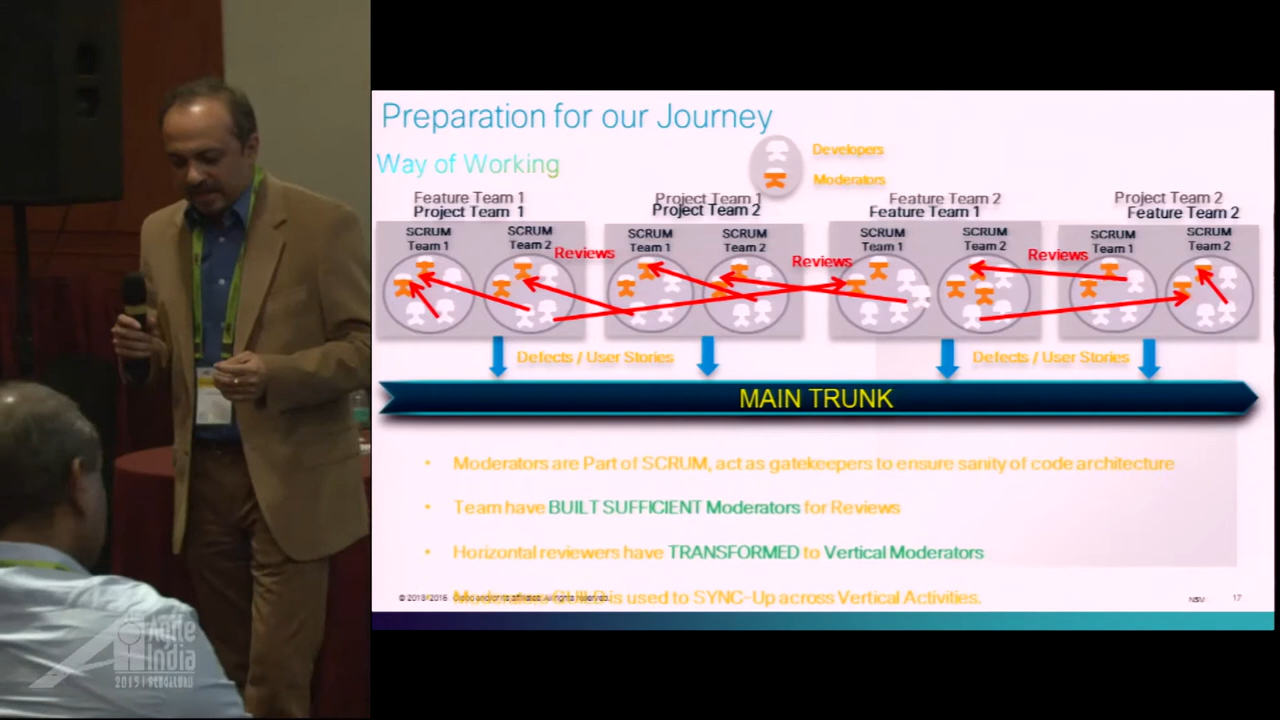 Preparation for our Journey
Way of Working
Developers
Moderators
Feature Team 1
Project Team 1
Project Team 1
Project Team 2
Feature Team 2
Feature Team 1
Project Team 2
Feature Team 2
SCRUM
Team 1
SCRUM
Team 2
SCRUM
Team 1
SCRUM
Team 2
SCRUM
Team 1
SCRUM
Team 2
SCRUM
Team 1
SCRUM
Team 2
Reviews
Reviews
Reviews
Defects / User Stories
Defects / User Stories
MAIN TRUNK
• Moderators are Part of SCRUM, act as gatekeepers to ensure sanity of code architecture
• Team have BUILT SUFFICIENT Moderators for Reviews
• Horizontal reviewers have TRANSFORMED to Vertical Moderators
is used to SYNC-Up across Vertical Activities.
© 2013-2016
17
Agile
India
2015 | BENGALURU